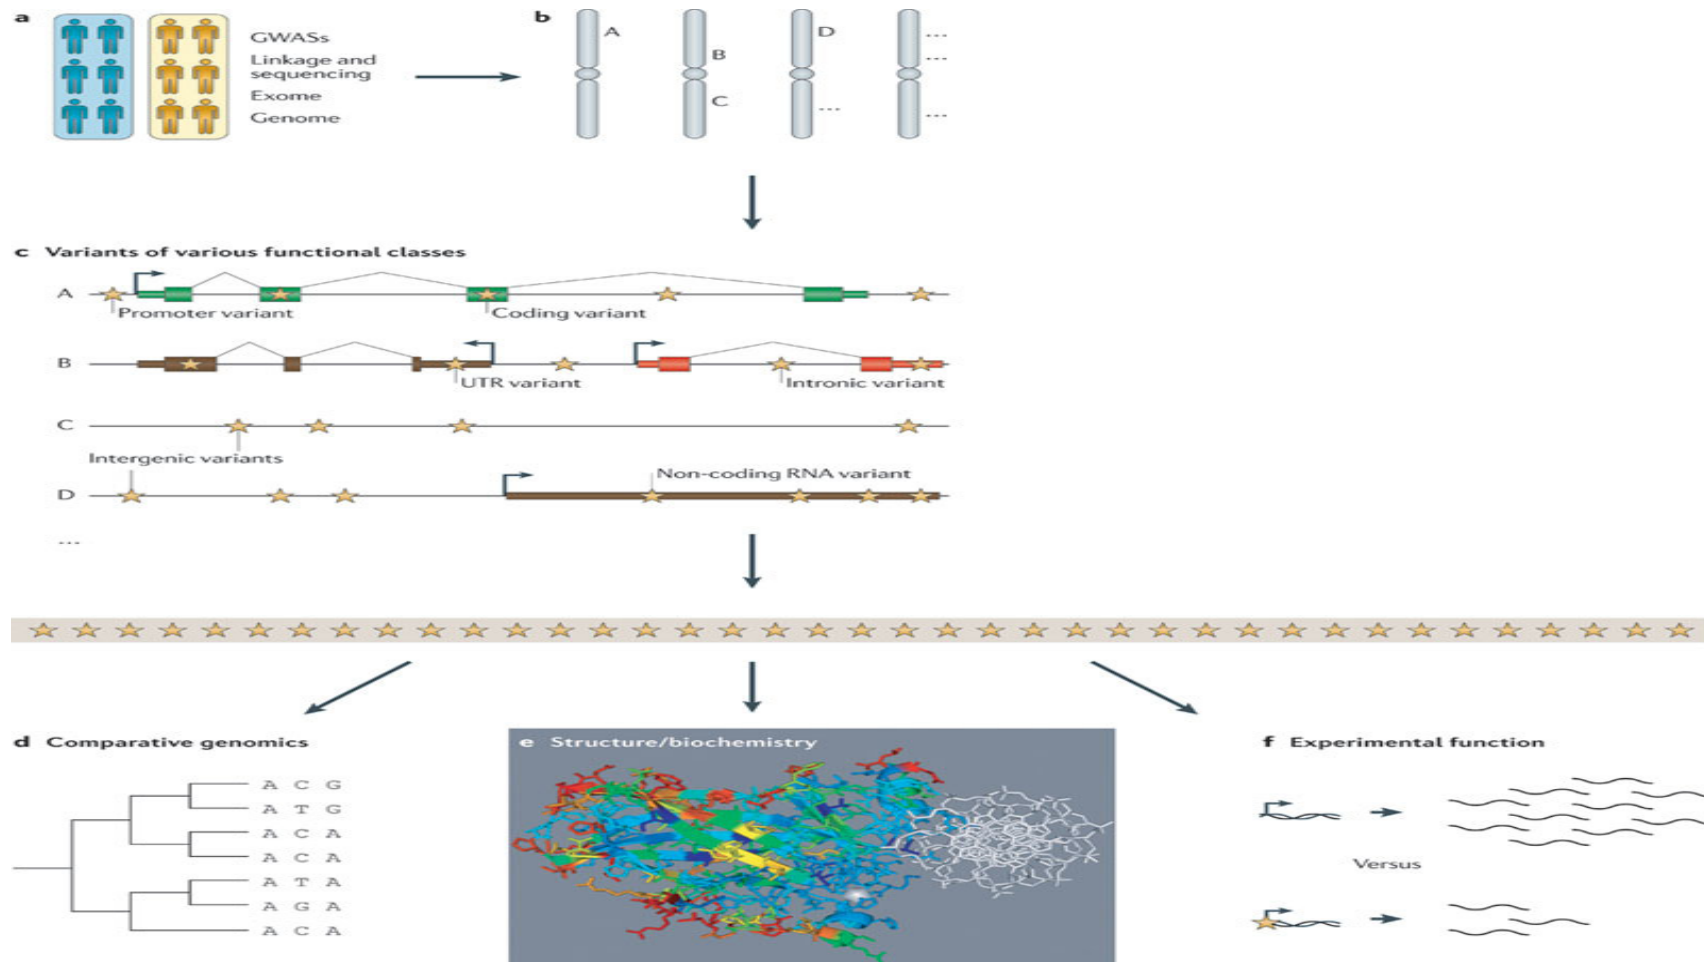 a
GWASs
Linkage and
sequencing
Exome
Genome
b
A
B
C
D
...
...
...
...
c Variants of various functional classes
A
Promoter variant
Coding variant
B
UTR variant
Intronic variant
C
Intergenic variants
Non-coding RNA variant
D
...
d Comparative genomics
A C G
A T G
A C A
A C A
A T A
A G A
A C A
e Structure/biochemistry
f Experimental function
Versus